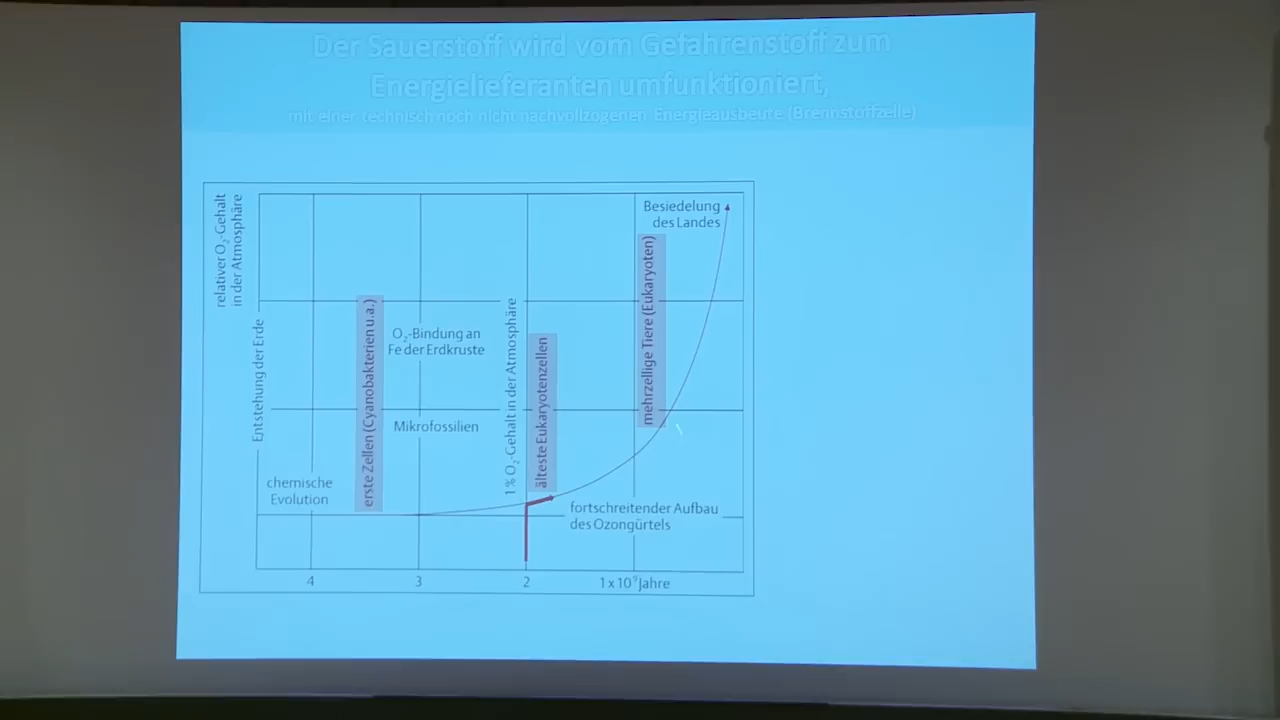 Der Sauerstoff wird vom Gefahrenstoff zum
Energielieferanten umfunktioniert,
mit einer technisch noch nicht nachvollzogenen Energieausbeute (Brennstoffzelle)
relativer O₂-Gehalt
in der Atmosphäre
Entstehung der Erde
chemische
Evolution
erste Zellen (Cyanobakterien u.a.)
O₂-Bindung an
Fe der Erdkruste
Mikrofossilien
1% O₂-Gehalt in der Atmosphäre
älteste Eukaryotenzellen
mehrzellige Tiere (Eukaryoten)
Besiedelung
des Landes
fortschreitender Aufbau
des Ozongürtels
4
3
2
1 x 10⁹ Jahre